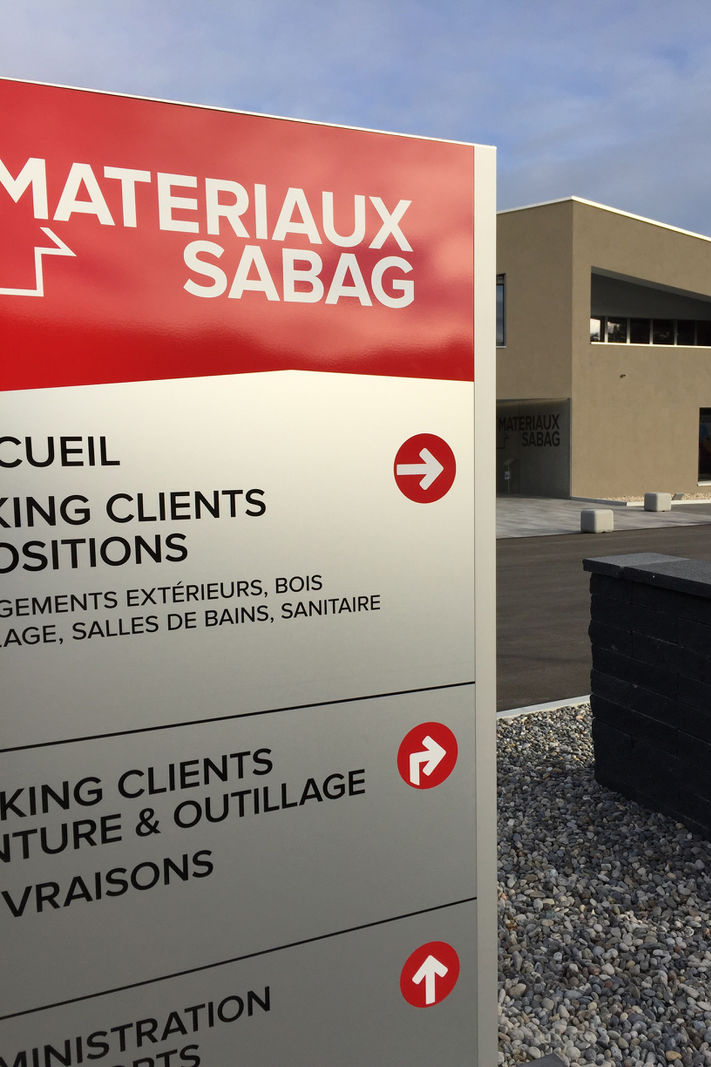 MATERIAUX
SABAG
CUEIL
KING CLIENTS
OSITIONS
GEMENTS EXTÉRIEURS, BOIS
LAGE, SALLES DE BAINS, SANITAIRE
KING CLIENTS
NTURE & OUTILLAGE
VRAISONS
MINISTRATION
ORTS
MATERIAUX
SABAG